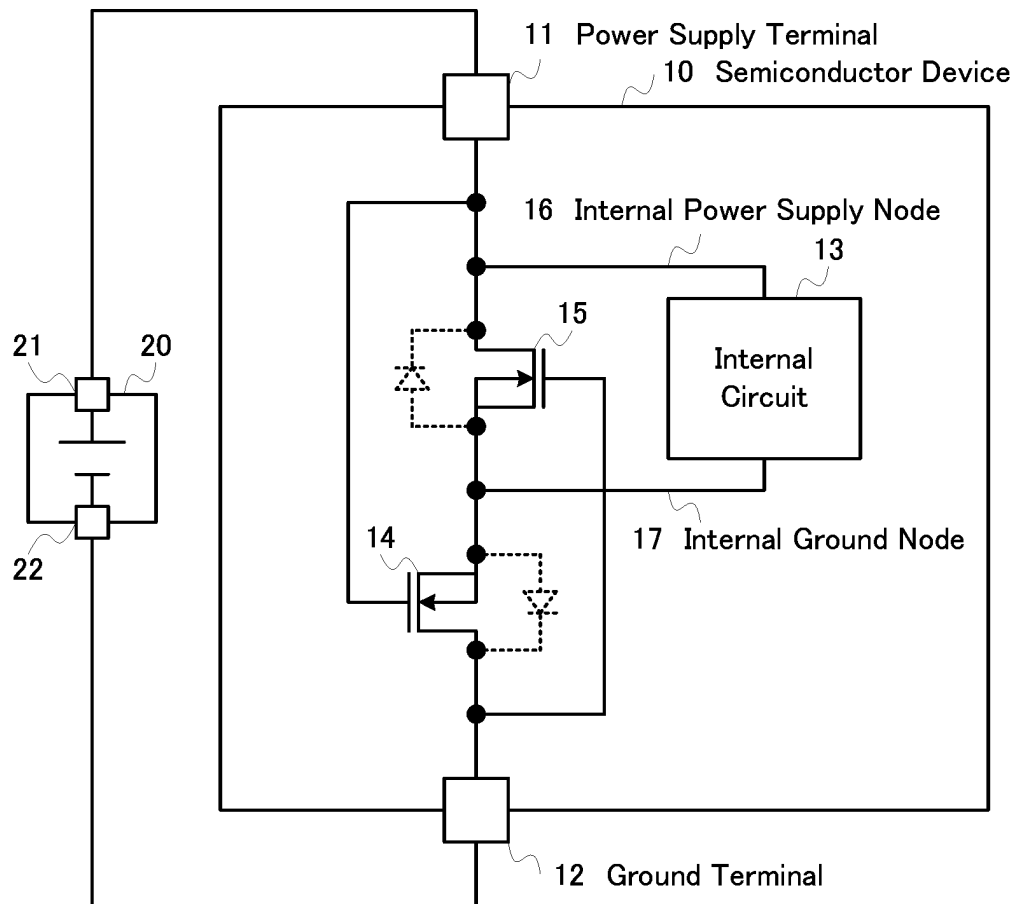 11 Power Supply Terminal
10 Semiconductor Device
16 Internal Power Supply Node
13
15
Internal
Circuit
21
20
14
17 Internal Ground Node
22
12 Ground Terminal